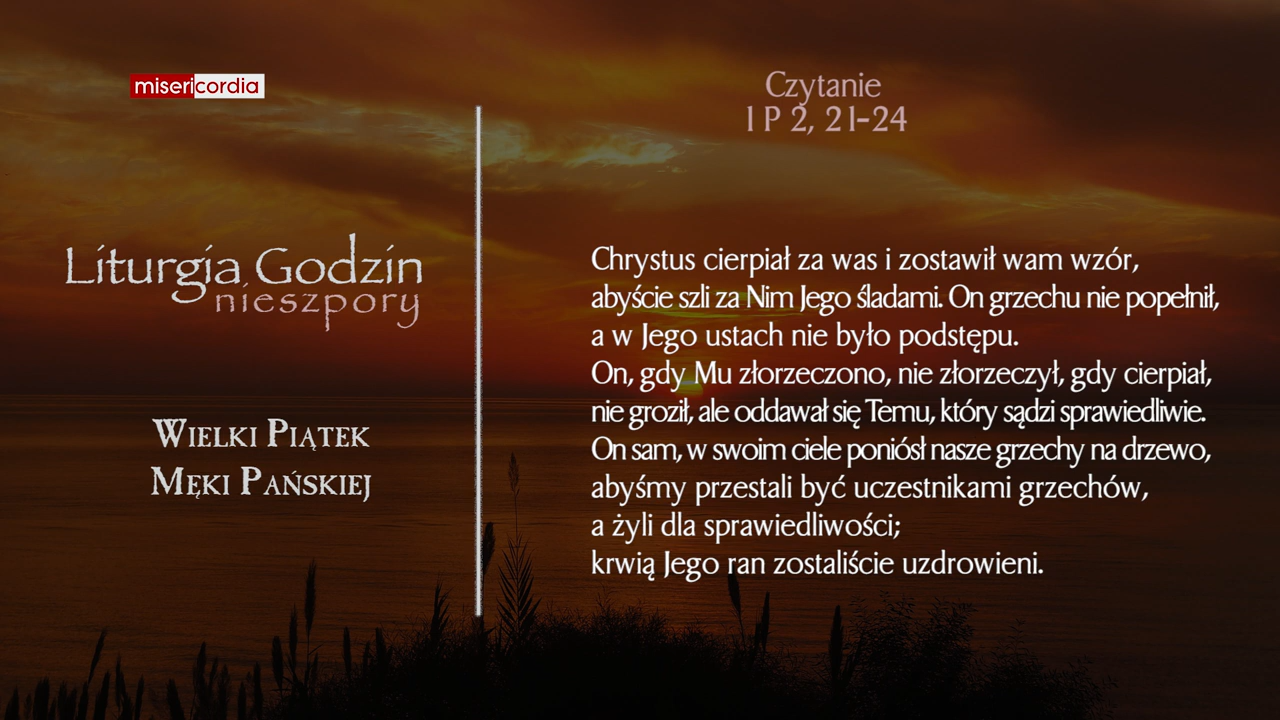 misericordia
Liturgia Godzin
nieszpory
Wielki Piątek
Męki Pańskiej
Czytanie
1 P 2, 21-24
Chrystus cierpiał za was i zostawił wam wzór,
abyście szli za Nim Jego śladami. On grzechu nie popełnił,
a w Jego ustach nie było podstępu.
On, gdy Mu złorzeczono, nie złorzeczył, gdy cierpiał,
nie groził, ale oddawał się Temu, który sądzi sprawiedliwie.
On sam, w swoim ciele poniósł nasze grzechy na drzewo,
abyśmy przestali być uczestnikami grzechów,
a żyli dla sprawiedliwości;
krwią Jego ran zostaliście uzdrowieni.